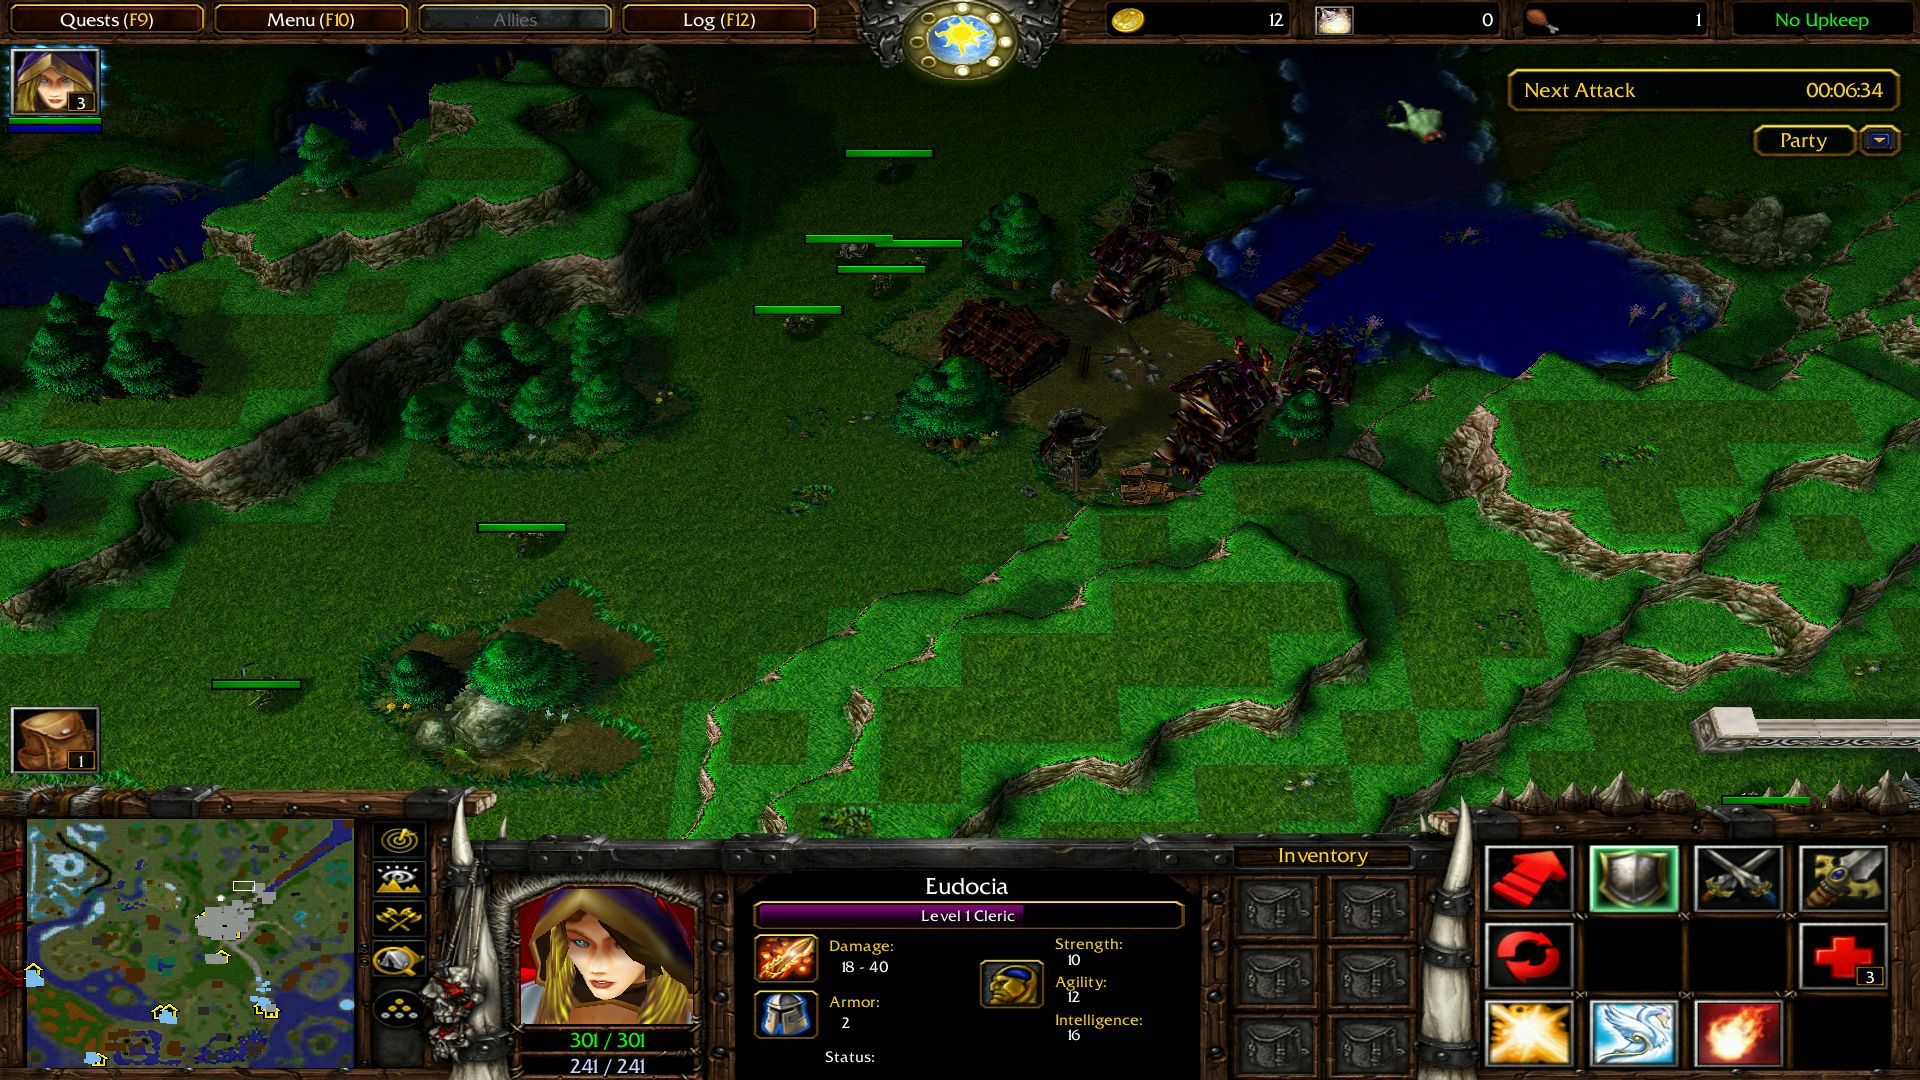 Quests (F9)
Menu (F10)
Allies
Log (F12)
12
0
1
No Upkeep
3
Next Attack 00:06:34
Party
1
Inventory
Eudocia
Level 1 Cleric
Damage:
18 - 40
Armor:
2
Status:
Strength:
10
Agility:
12
Intelligence:
16
301 / 301
241 / 241
3